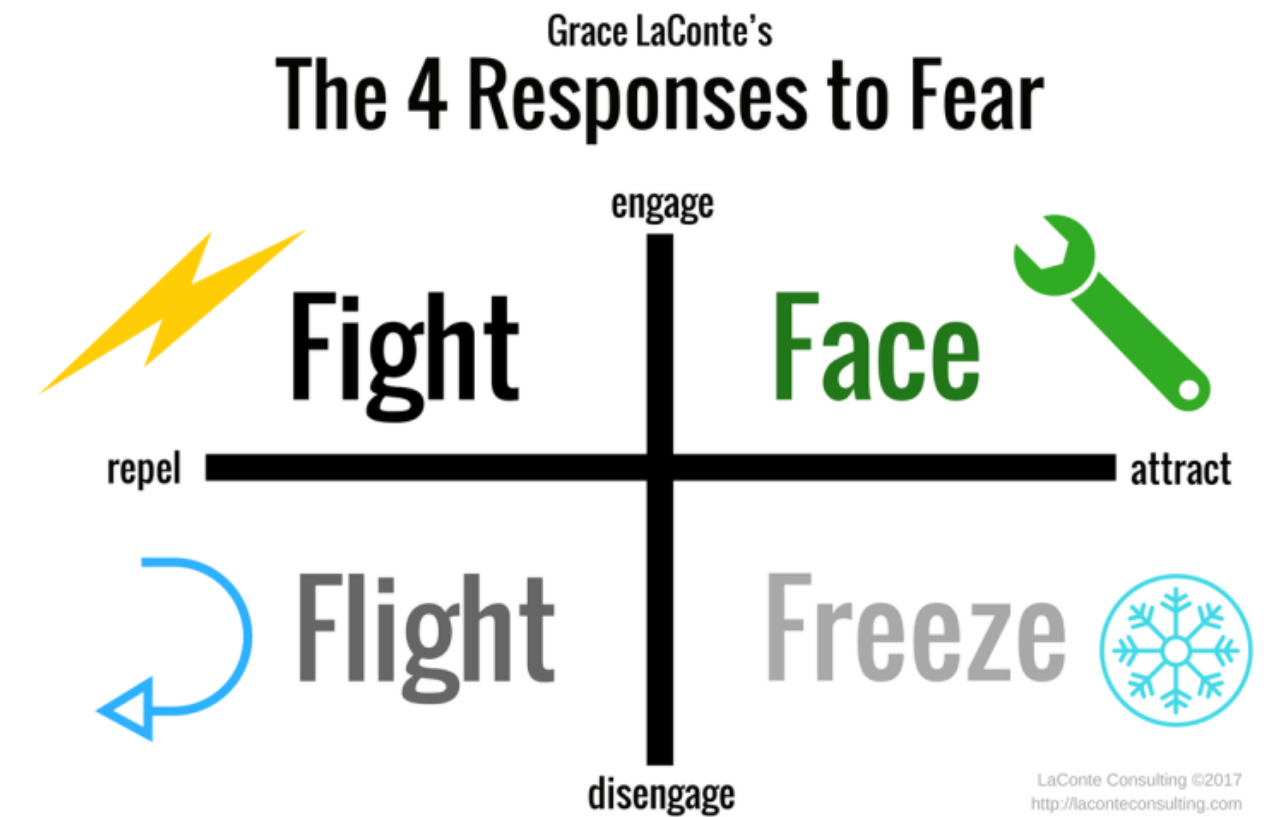 Grace LaConte's
The 4 Responses to Fear
engage
Fight
Face
repel
attract
Flight
Freeze
disengage
LaConte Consulting ©2017
http://laconteconsulting.com